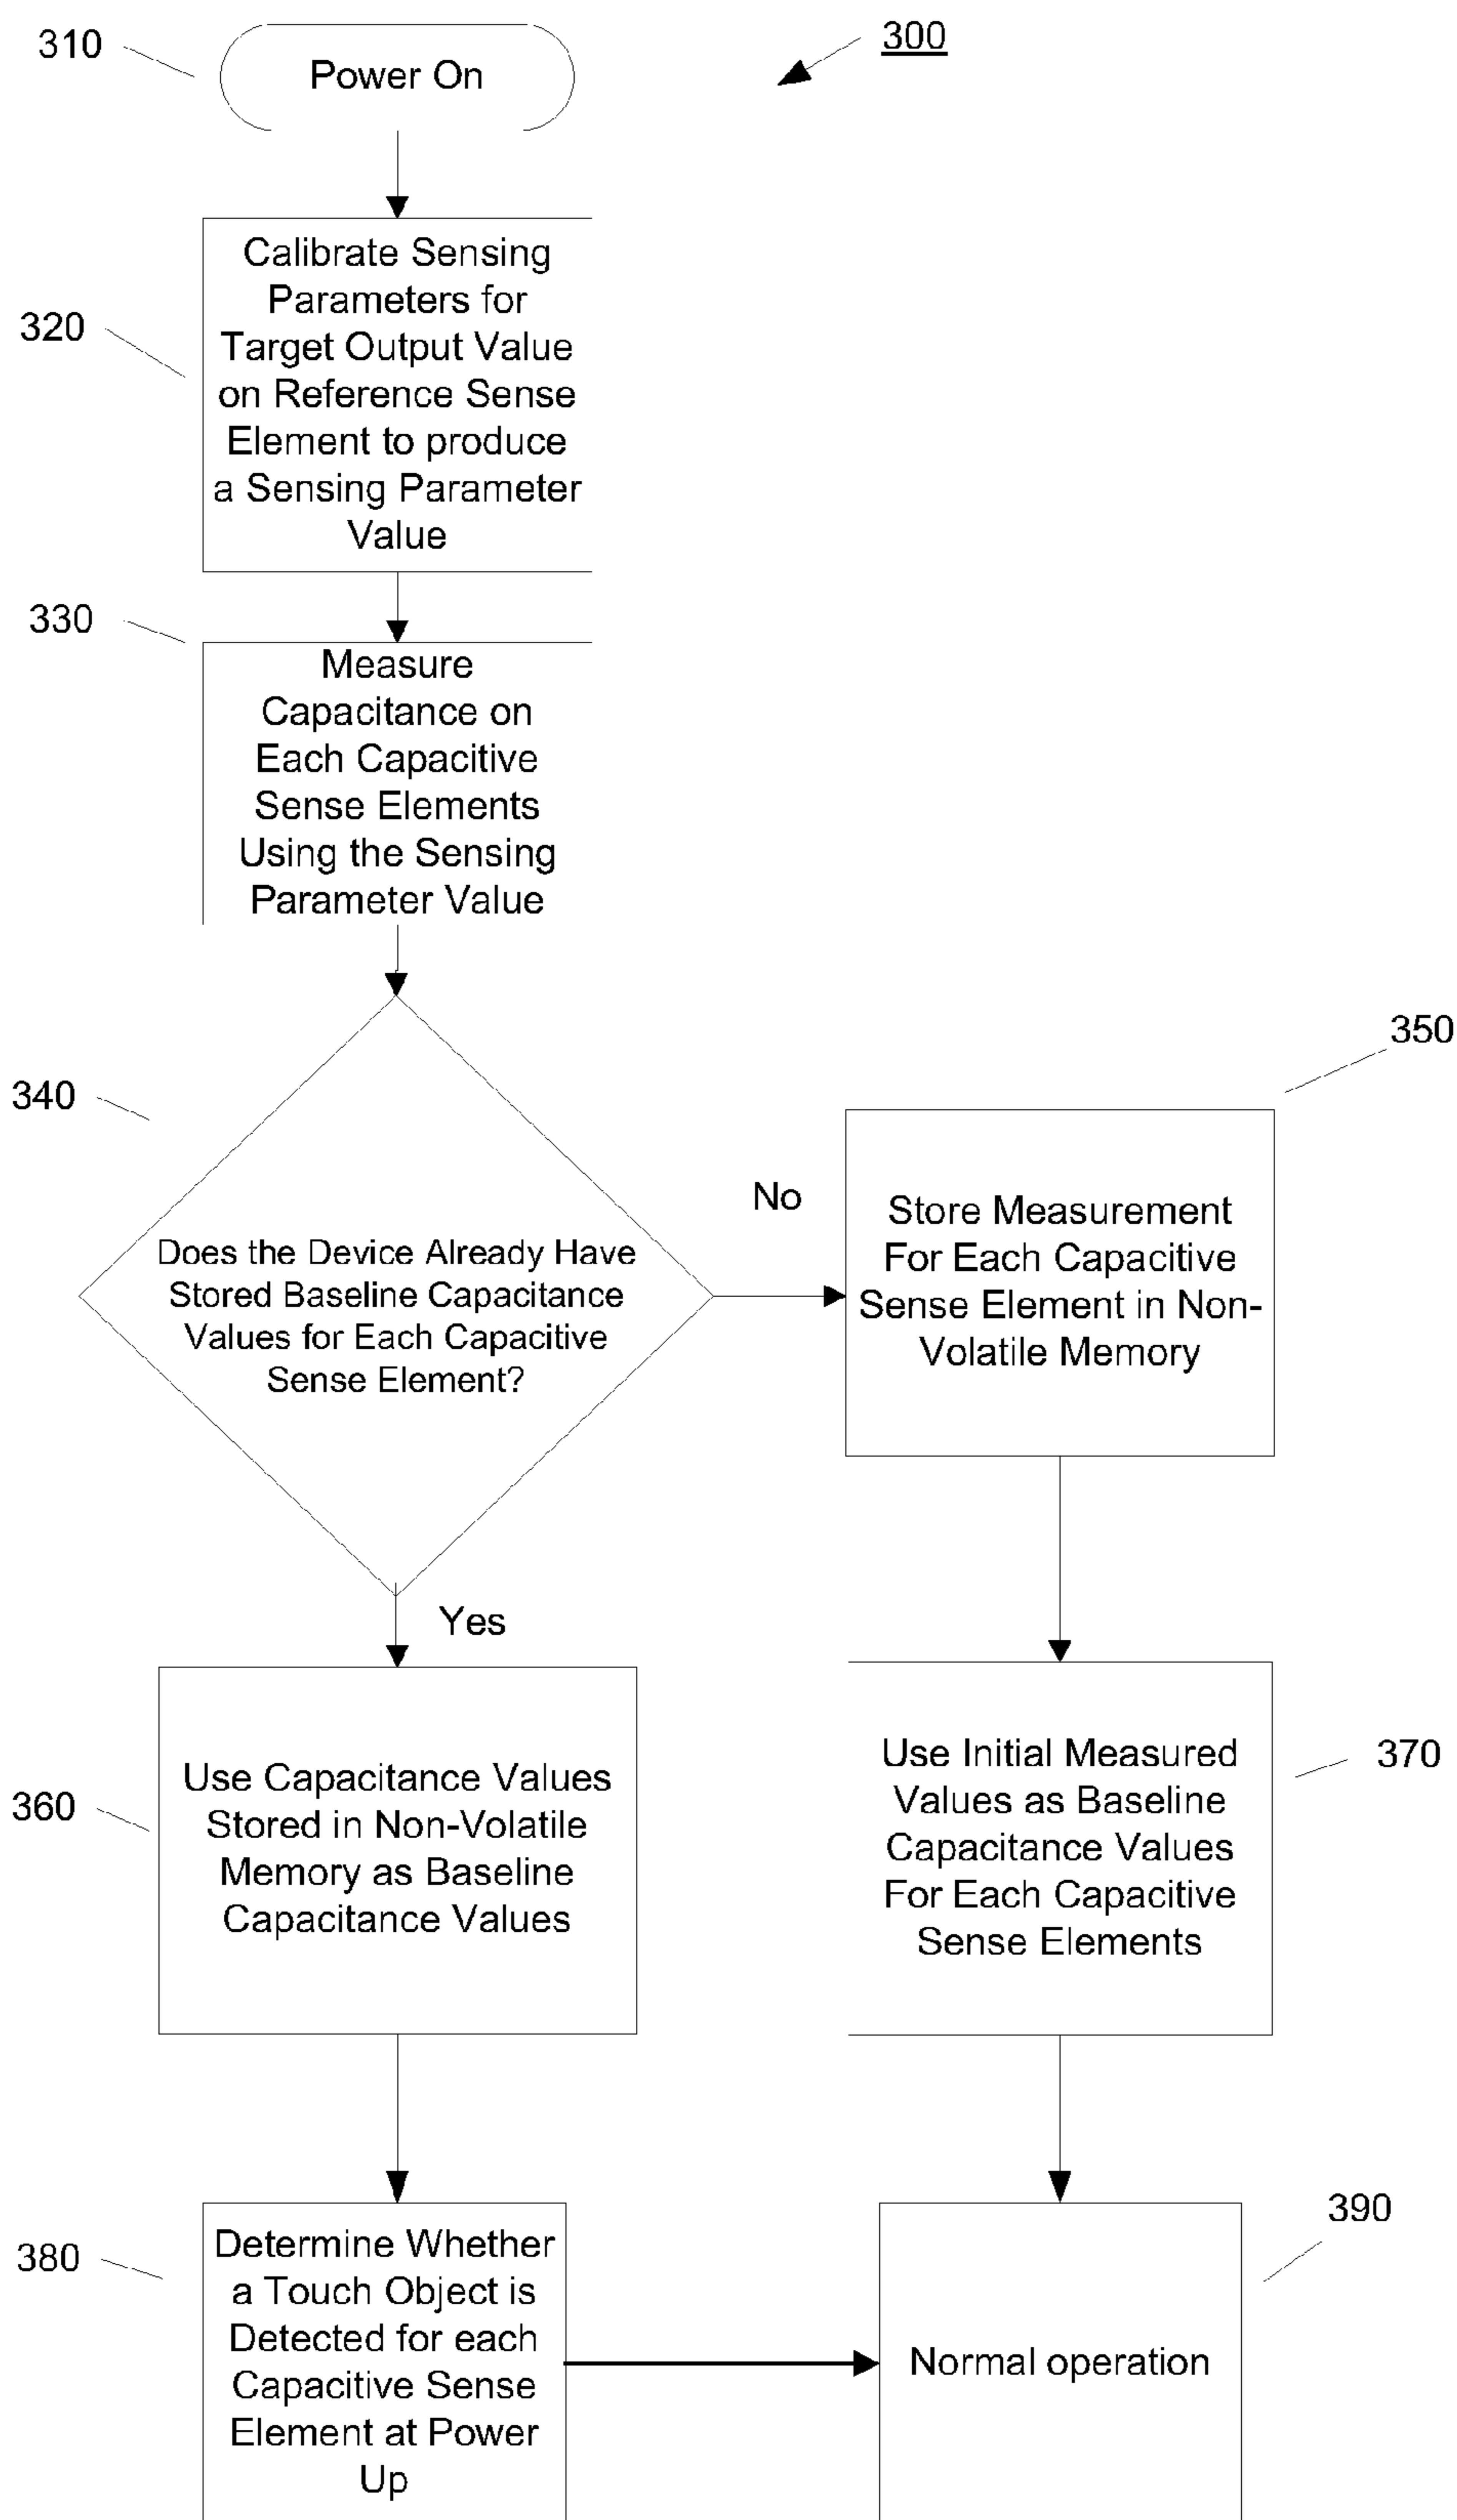 310
Power On
300
320
Calibrate Sensing
Parameters for
Target Output Value
on Reference Sense
Element to produce
a Sensing Parameter
Value
330
Measure
Capacitance on
Each Capacitive
Sense Elements
Using the Sensing
Parameter Value
340
Does the Device Already Have
Stored Baseline Capacitance
Values for Each Capacitive
Sense Element?
No
350
Store Measurement
For Each Capacitive
Sense Element in Non-
Volatile Memory
Yes
360
Use Capacitance Values
Stored in Non-Volatile
Memory as Baseline
Capacitance Values
370
Use Initial Measured
Values as Baseline
Capacitance Values
For Each Capacitive
Sense Elements
380
Determine Whether
a Touch Object is
Detected for each
Capacitive Sense
Element at Power
Up
390
Normal operation